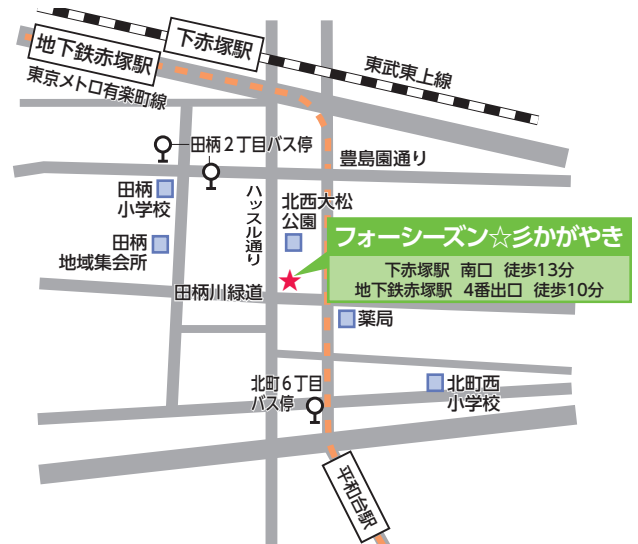 下赤塚駅
地下鉄赤塚駅
東武東上線
東京メトロ有楽町線
田柄2丁目バス停
豊島園通り
田柄
小学校
ハッスル通り
北西大松
公園
田柄
地域集会所
フォーシーズン☆彡かがやき
下赤塚駅 南口 徒歩13分
地下鉄赤塚駅 4番出口 徒歩10分
田柄川緑道
薬局
北町6丁目
バス停
北町西
小学校
平和台駅